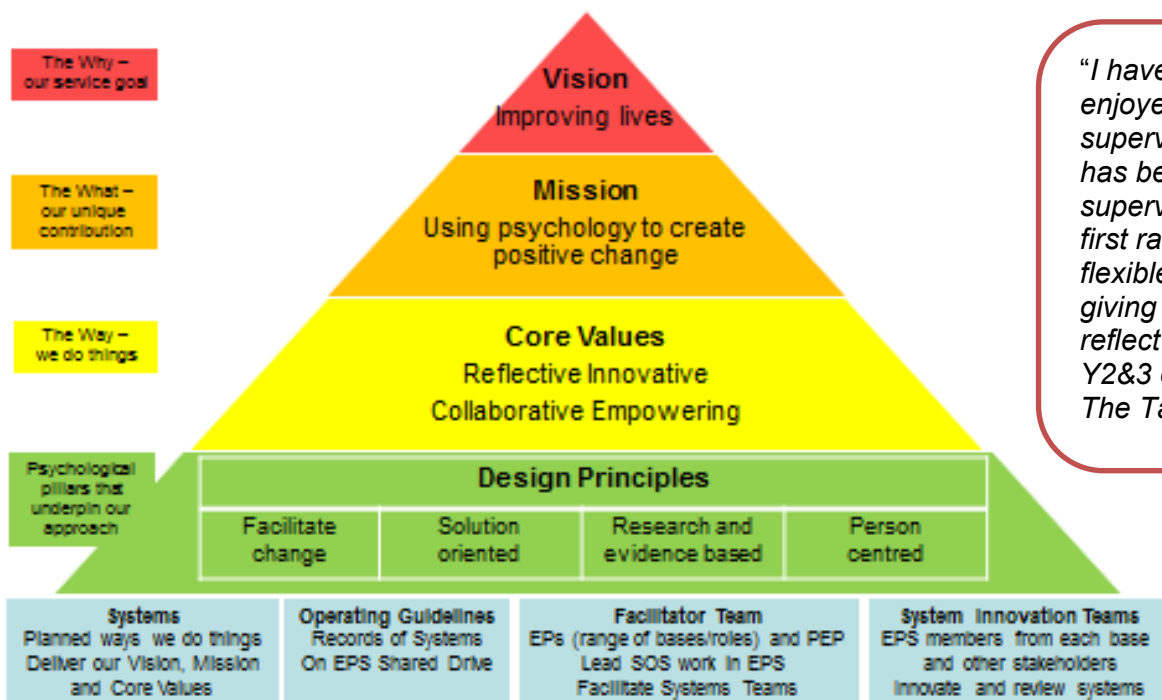 The Why –
our service goal
Vision
Improving lives
The What –
our unique
contribution
Mission
Using psychology to create
positive change
The Way –
we do things
Core Values
Reflective Innovative
Collaborative Empowering
Psychological
pillars that
underpin our
approach
Design Principles
Facilitate
change
Solution
oriented
Research and
evidence based
Person
centred
Systems
Planned ways we do things
Deliver our Vision, Mission
and Core Values
Operating Guidelines
Records of Systems
On EPS Shared Drive
Facilitator Team
EPs (range of bases/roles) and PEP
Lead SOS work in EPS
Facilitate Systems Teams
System Innovation Teams
EPS members from each base
and other stakeholders
Innovate and review systems
"I have
enjoye
superv
has be
superv
first ra
flexible
giving
reflect
Y2&3
The Ta